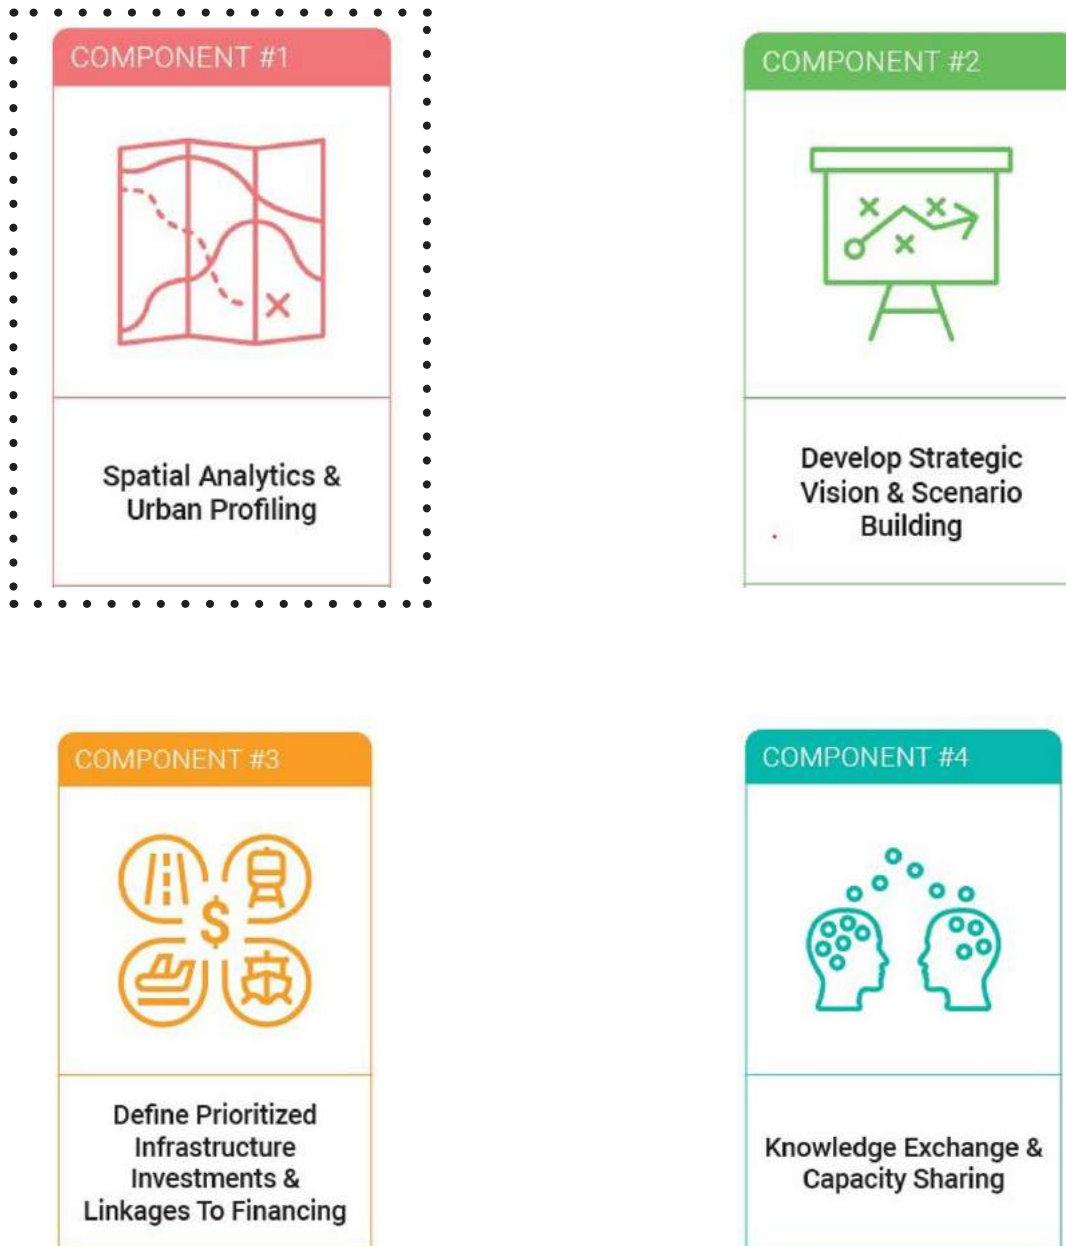 COMPONENT #1
Spatial Analytics &
Urban Profiling
COMPONENT #2
Develop Strategic
Vision & Scenario
Building
COMPONENT #3
$
Define Prioritized
Infrastructure
Investments &
Linkages To Financing
COMPONENT #4
Knowledge Exchange &
Capacity Sharing